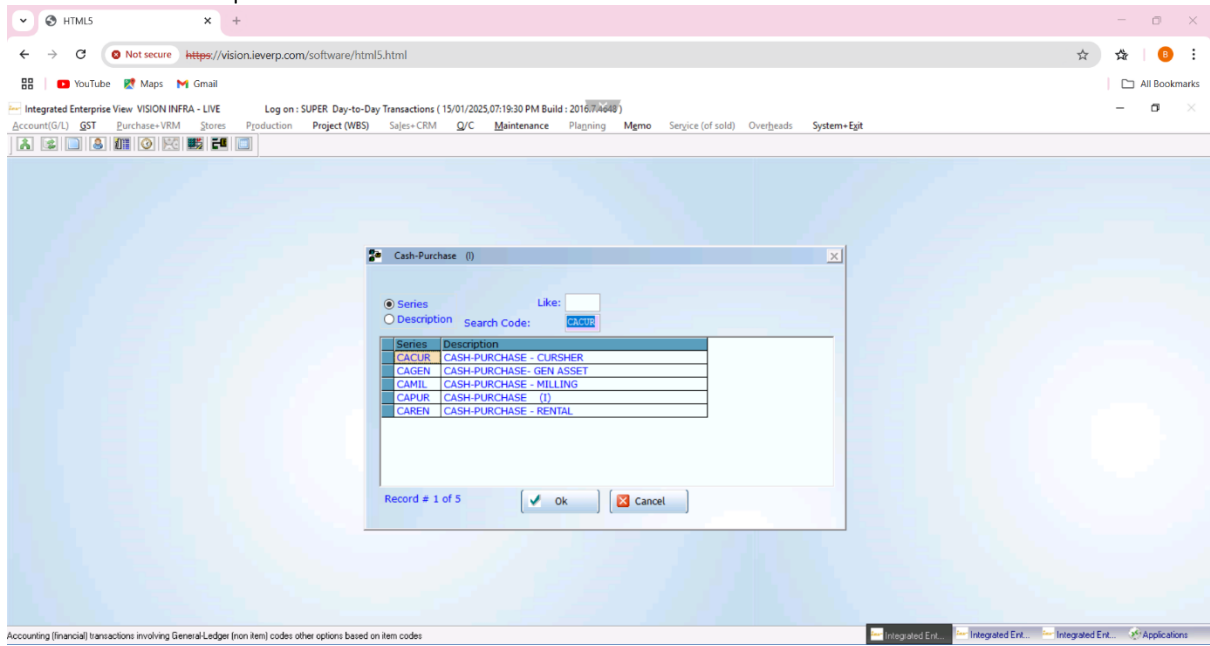 HTML5
Not secure https://vision.ieverp.com/software/html5.html
B
YouTube Maps Gmail All Bookmarks
Integrated Enterprise View VISION INFRA - LIVE Log on : SUPER Day-to-Day Transactions ( 15/01/2025,07:19:30 PM Build : 2016.7.4648 )
Account(G/L) GST Purchase+VRM Stores Production Project (WBS) Sales+CRM Q/C Maintenance Planning Memo Service (of sold) Overheads System+Exit
Cash-Purchase (I)
Series Like:
Description Search Code: CACUR
Series Description
CACUR CASH-PURCHASE - CURSHER
CAGEN CASH-PURCHASE- GEN ASSET
CAMIL CASH-PURCHASE - MILLING
CAPUR CASH-PURCHASE (I)
CAREN CASH-PURCHASE - RENTAL
Record # 1 of 5 Ok Cancel
Accounting (financial) transactions involving General-Ledger (non item) codes other options based on item codes
Integrated Ent... Integrated Ent... Integrated Ent... Applications